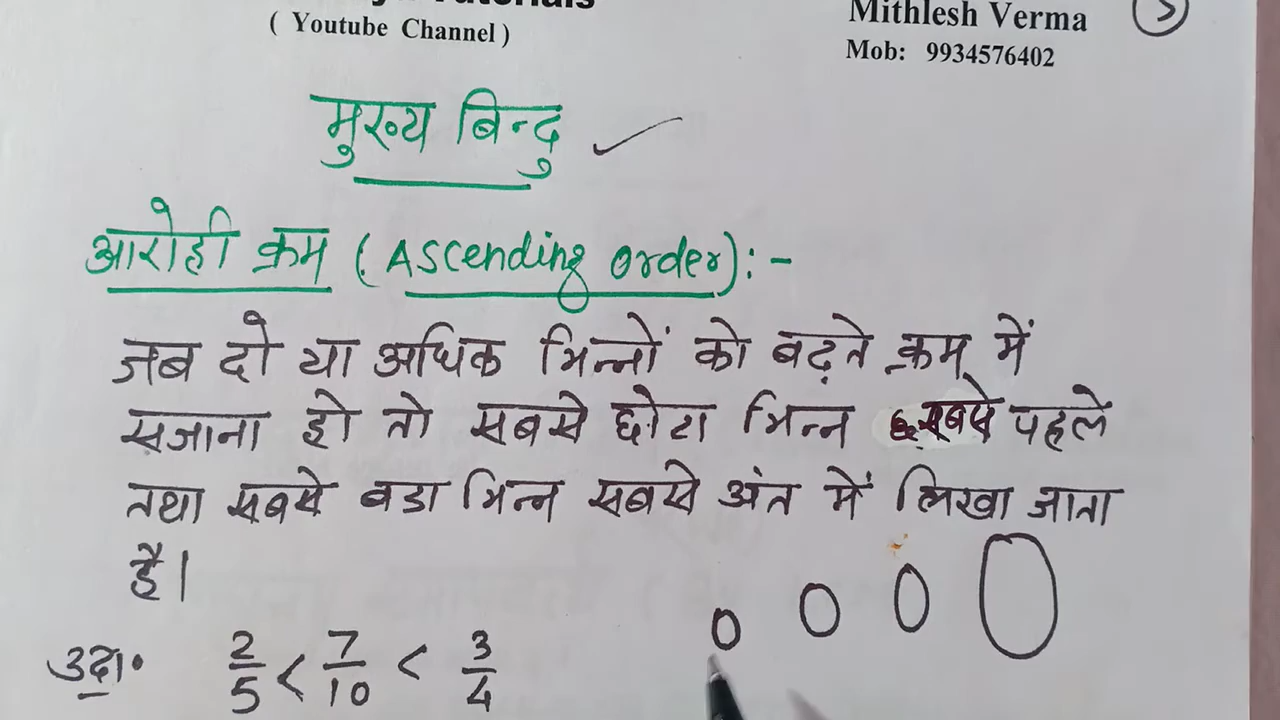 Mithlesh Verma
( Youtube Channel )
Mob: 9934576402
मुख्य बिन्दु
आरोही क्रम (Ascending order):-
जब दो या अधिक भिन्नों को बढ़ते क्रम में
सजाना हो तो सबसे छोटा भिन्न सबसे पहले
तथा सबसे बडा भिन्न सबसे अंत में लिखा जाता
है।
उदा० 2/5 < 7/10 < 3/4